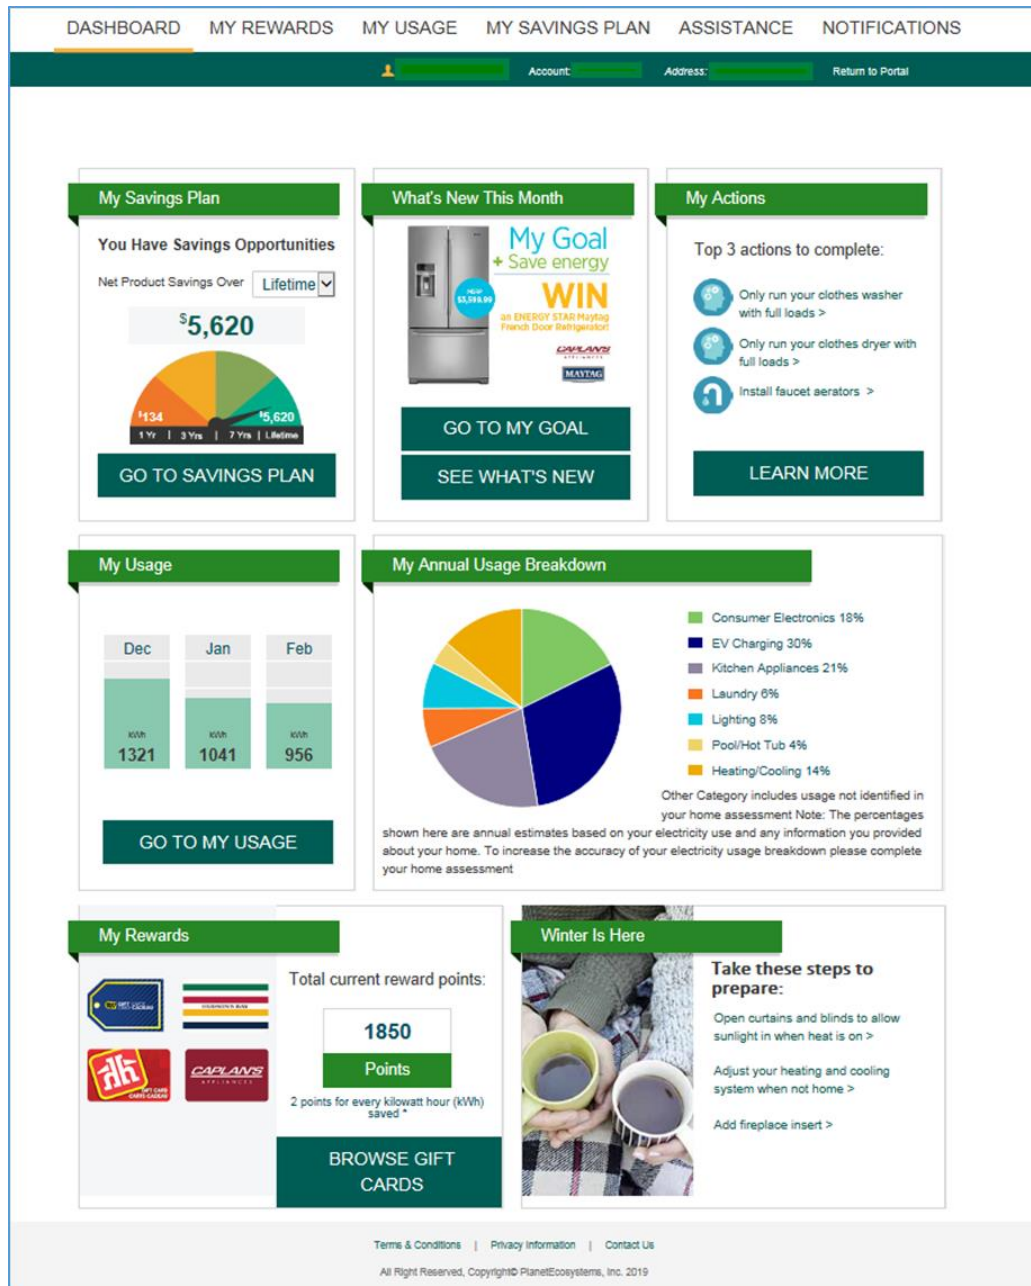 DASHBOARD MY REWARDS MY USAGE MY SAVINGS PLAN ASSISTANCE NOTIFICATIONS
Account: Address: Return to Portal
My Savings Plan
You Have Savings Opportunities
Net Product Savings Over Lifetime
$5,620
$134 $5,620
1 Yr | 3 Yrs | 7 Yrs | Lifetime
GO TO SAVINGS PLAN
What's New This Month
My Goal
+ Save energy
MSRP
$3,599.99
WIN
an ENERGY STAR Maytag
French Door Refrigerator!
CAPLAN'S
APPLIANCES
MAYTAG
GO TO MY GOAL
SEE WHAT'S NEW
My Actions
Top 3 actions to complete:
Only run your clothes washer
with full loads >
Only run your clothes dryer with
full loads >
Install faucet aerators >
LEARN MORE
My Usage
Dec Jan Feb
kWh kWh kWh
1321 1041 956
GO TO MY USAGE
My Annual Usage Breakdown
Consumer Electronics 18%
EV Charging 30%
Kitchen Appliances 21%
Laundry 6%
Lighting 8%
Pool/Hot Tub 4%
Heating/Cooling 14%
Other Category includes usage not identified in
your home assessment Note: The percentages
shown here are annual estimates based on your electricity use and any information you provided
about your home. To increase the accuracy of your electricity usage breakdown please complete
your home assessment
My Rewards
GIFT CARD
CARTE-CADEAU
CAPLAN'S
APPLIANCES
Total current reward points:
1850
Points
2 points for every kilowatt hour (kWh)
saved *
BROWSE GIFT
CARDS
Winter Is Here
Take these steps to
prepare:
Open curtains and blinds to allow
sunlight in when heat is on >
Adjust your heating and cooling
system when not home >
Add fireplace insert >
Terms & Conditions | Privacy Information | Contact Us
All Right Reserved, Copyright© PlanetEcosystems, Inc. 2019